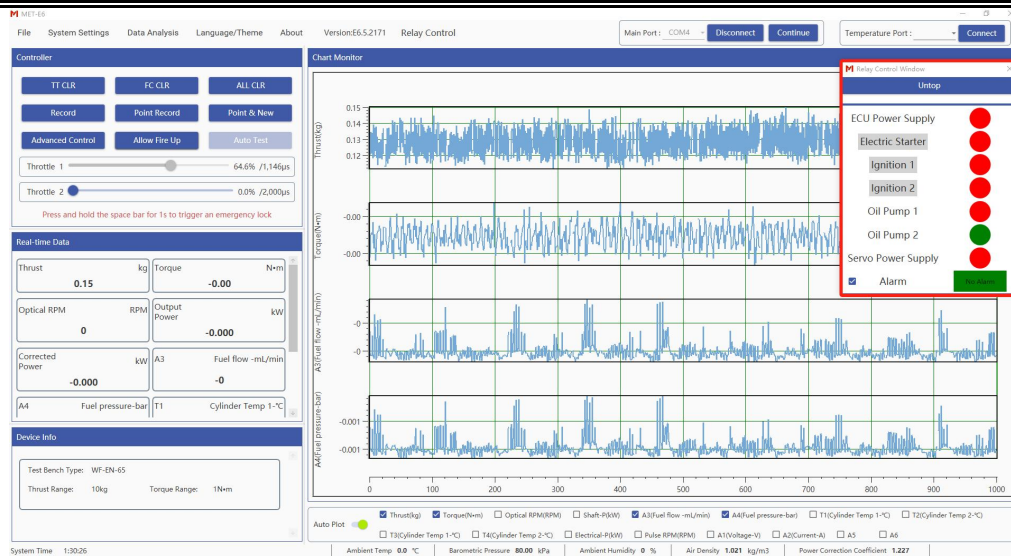 MET-E6
File System Settings Data Analysis Language/Theme About Version:E6.5.2171 Relay Control Main Port : COM4 Disconnect Continue Temperature Port : Connect
Controller
TT CLR FC CLR ALL CLR
Record Point Record Point & New
Advanced Control Allow Fire Up Auto Test
Throttle 1 64.6% /1,146μs
Throttle 2 0.0% /2,000μs
Press and hold the space bar for 1s to trigger an emergency lock
Real-time Data
Thrust kg Torque N•m
0.15 -0.00
Optical RPM RPM Output Power kW
0 -0.000
Corrected Power kW A3 Fuel flow -mL/min
-0.000 -0
A4 Fuel pressure-bar T1 Cylinder Temp 1-℃
Device Info
Test Bench Type: WF-EN-65
Thrust Range: 10kg Torque Range: 1N•m
Chart Monitor
Thrust(kg)
0.15
0.14
0.13
0.12
Torque(N•m)
-0.00
-0.00
A3(Fuel flow -mL/min)
-0
-0
A4(Fuel pressure-bar)
-0.001
-0.001
0 100 200 300 400 500 600 700 800 900 1000
Relay Control Window
Untop
ECU Power Supply
Electric Starter
Ignition 1
Ignition 2
Oil Pump 1
Oil Pump 2
Servo Power Supply
Alarm No Alarm
Auto Plot
Thrust(kg) Torque(N•m) Optical RPM(RPM) Shaft-P(kW) A3(Fuel flow -mL/min) A4(Fuel pressure-bar) T1(Cylinder Temp 1-℃) T2(Cylinder Temp 2-℃)
T3(Cylinder Temp 1-℃) T4(Cylinder Temp 2-℃) Electrical-P(kW) Pulse RPM(RPM) A1(Voltage-V) A2(Current-A) A5 A6
System Time 1:30:26 Ambient Temp 0.0 ℃ Barometric Pressure 80.00 kPa Ambient Humidity 0 % Air Density 1.021 kg/m3 Power Correction Coefficient 1.227